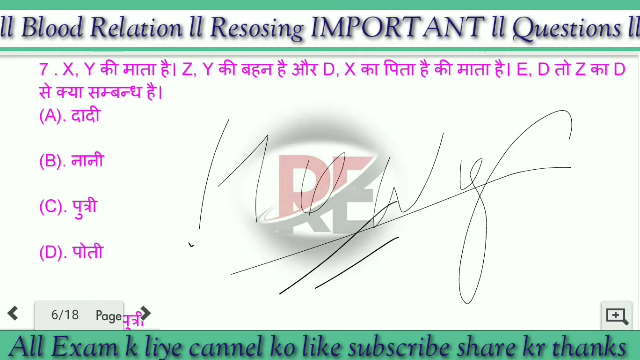 ll Blood Relation ll Resosing IMPORTANT ll Questions ll
7 . X, Y की माता है। Z, Y की बहन है और D, X का पिता है की माता है। E, D तो Z का D
से क्या सम्बन्ध है।
(A). दादी
(B). नानी
(C). पुत्री
(D). पोती
6/18 Page
पुत्री
All Exam k liye cannel ko like subscribe share kr thanks